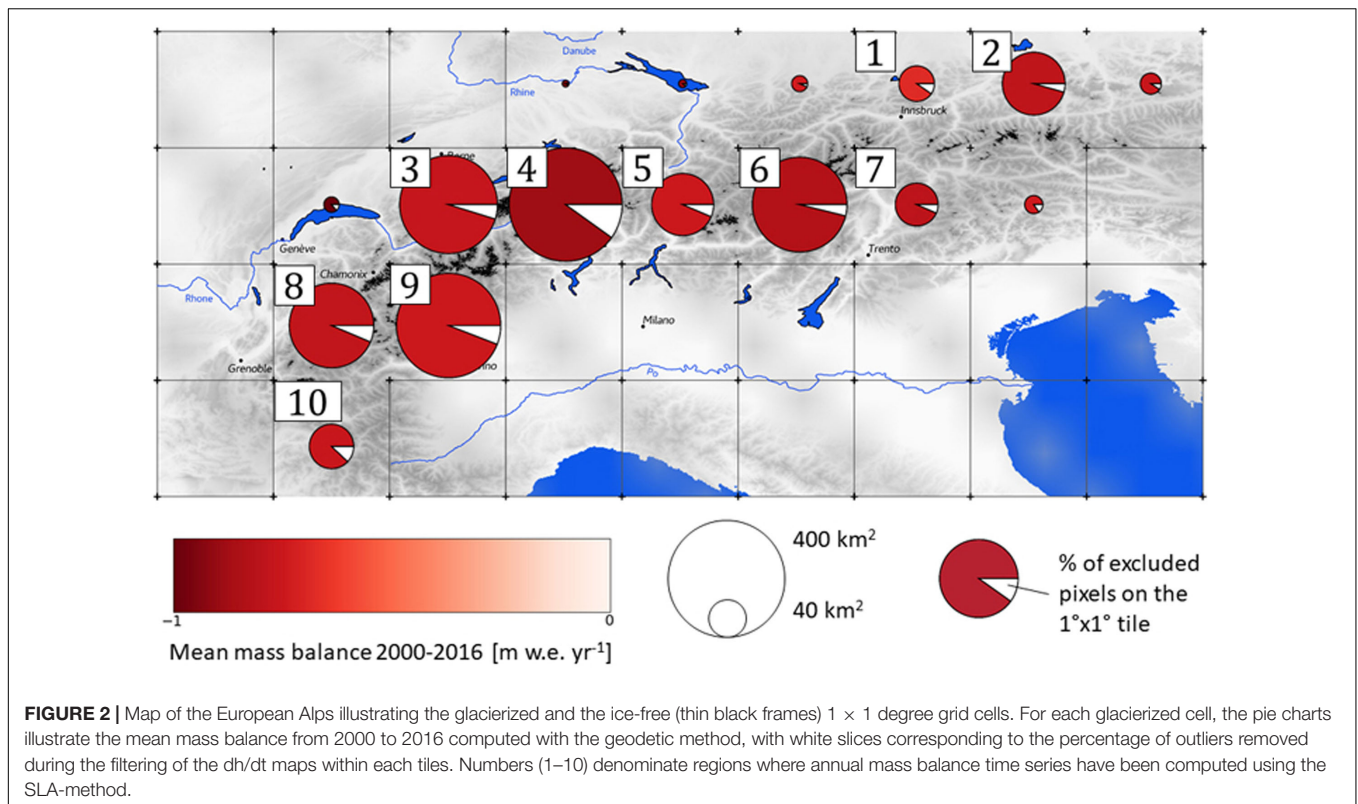 Danube
Rhine
1
2
Innsbruck
Berne
3
4
5
6
7
Genève
Trento
Chamonix
8
9
Rhone
Milano
Grenoble
ino
Po
10
400 km²
40 km²
% of excluded
pixels on the
1°x1° tile
−1
0
Mean mass balance 2000-2016 [m w.e. yr⁻¹]
FIGURE 2 | Map of the European Alps illustrating the glacierized and the ice-free (thin black frames) 1 × 1 degree grid cells. For each glacierized cell, the pie charts
illustrate the mean mass balance from 2000 to 2016 computed with the geodetic method, with white slices corresponding to the percentage of outliers removed
during the filtering of the dh/dt maps within each tiles. Numbers (1–10) denominate regions where annual mass balance time series have been computed using the
SLA-method.